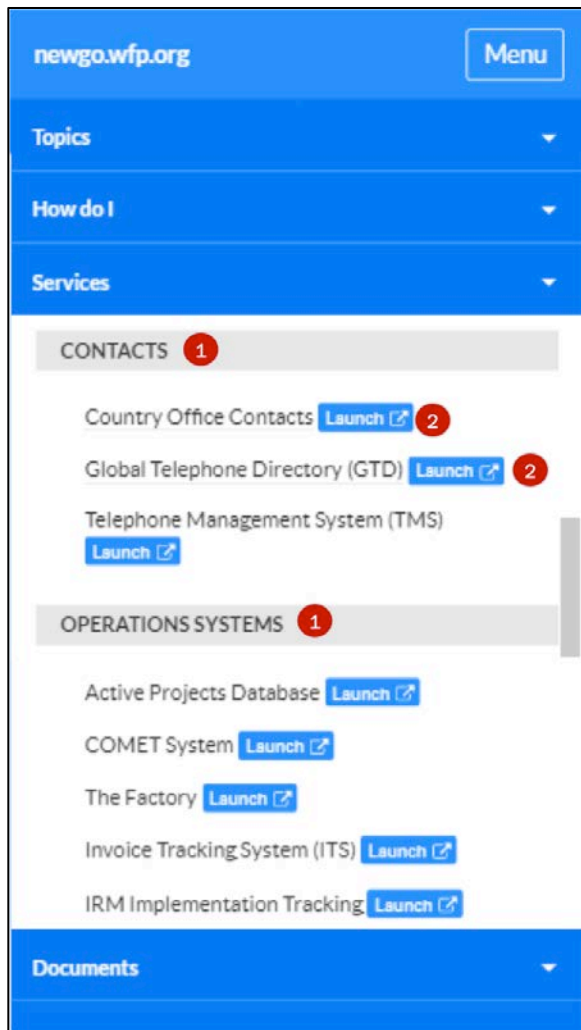 newgo.wfp.org Menu
Topics
How do I
Services
CONTACTS 1
Country Office Contacts Launch 2
Global Telephone Directory (GTD) Launch 2
Telephone Management System (TMS)
Launch
OPERATIONS SYSTEMS 1
Active Projects Database Launch
COMET System Launch
The Factory Launch
Invoice Tracking System (ITS) Launch
IRM Implementation Tracking Launch
Documents